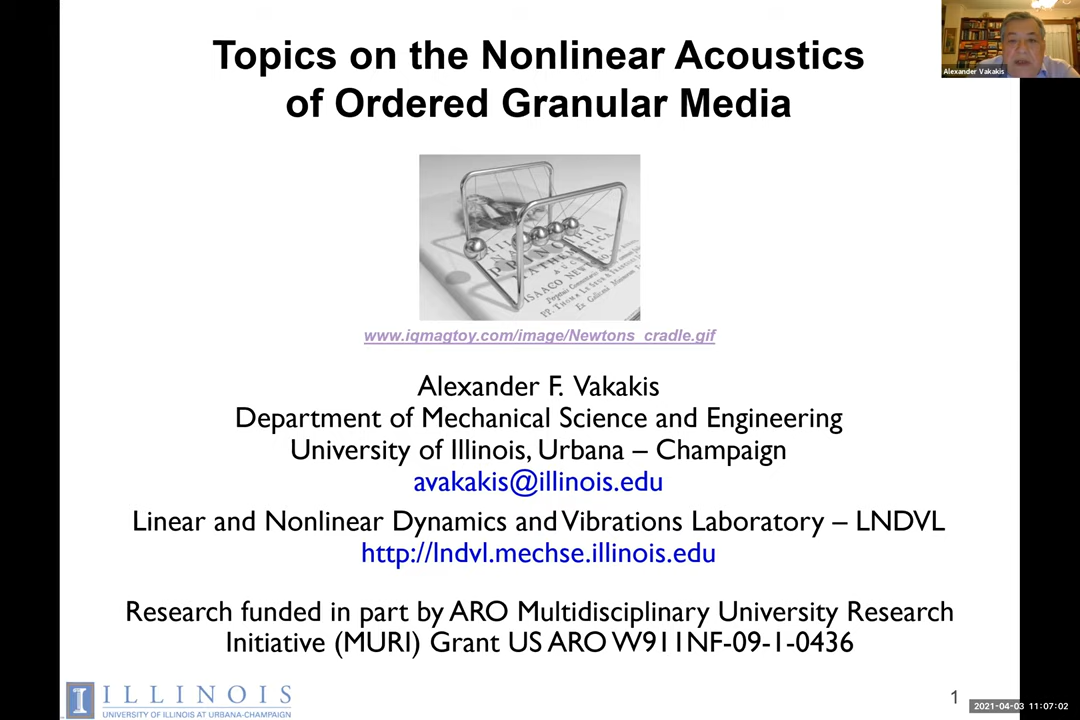 Topics on the Nonlinear Acoustics
of Ordered Granular Media
Alexander Vakakis
PRINCIPIA
MATHEMATICA
www.iqmagtoy.com/image/Newtons_cradle.gif
Alexander F. Vakakis
Department of Mechanical Science and Engineering
University of Illinois, Urbana – Champaign
avakakis@illinois.edu
Linear and Nonlinear Dynamics and Vibrations Laboratory – LNDVL
http://lndvl.mechse.illinois.edu
Research funded in part by ARO Multidisciplinary University Research
Initiative (MURI) Grant US ARO W911NF-09-1-0436
I ILLINOIS
UNIVERSITY OF ILLINOIS AT URBANA-CHAMPAIGN
1
2021-04-03 11:07:02